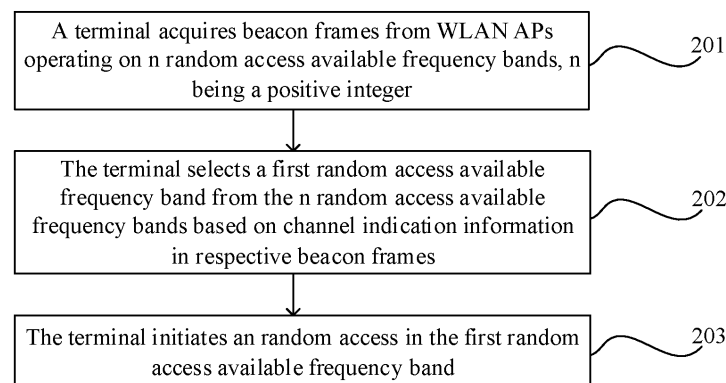 A terminal acquires beacon frames from WLAN APs
operating on n random access available frequency bands, n
being a positive integer
201
The terminal selects a first random access available
frequency band from the n random access available
frequency bands based on channel indication information
in respective beacon frames
202
The terminal initiates an random access in the first random
access available frequency band
203